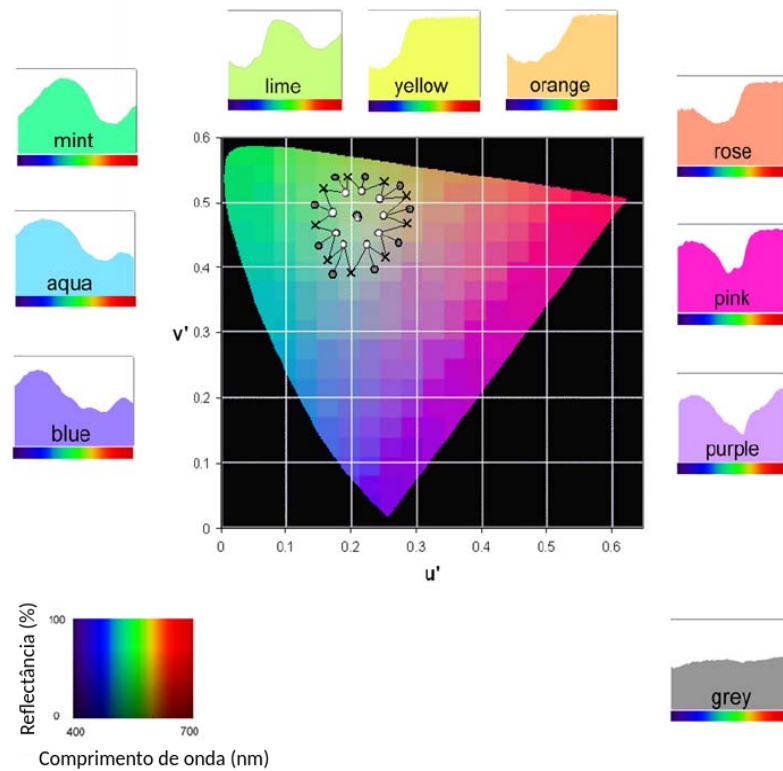 lime
yellow
orange
mint
rose
aqua
pink
blue
purple
grey
0.6
0.5
0.4
0.3
0.2
0.1
0
v'
0
0.1
0.2
0.3
0.4
0.5
0.6
u'
Reflectância (%)
100
0
400
700
Comprimento de onda (nm)